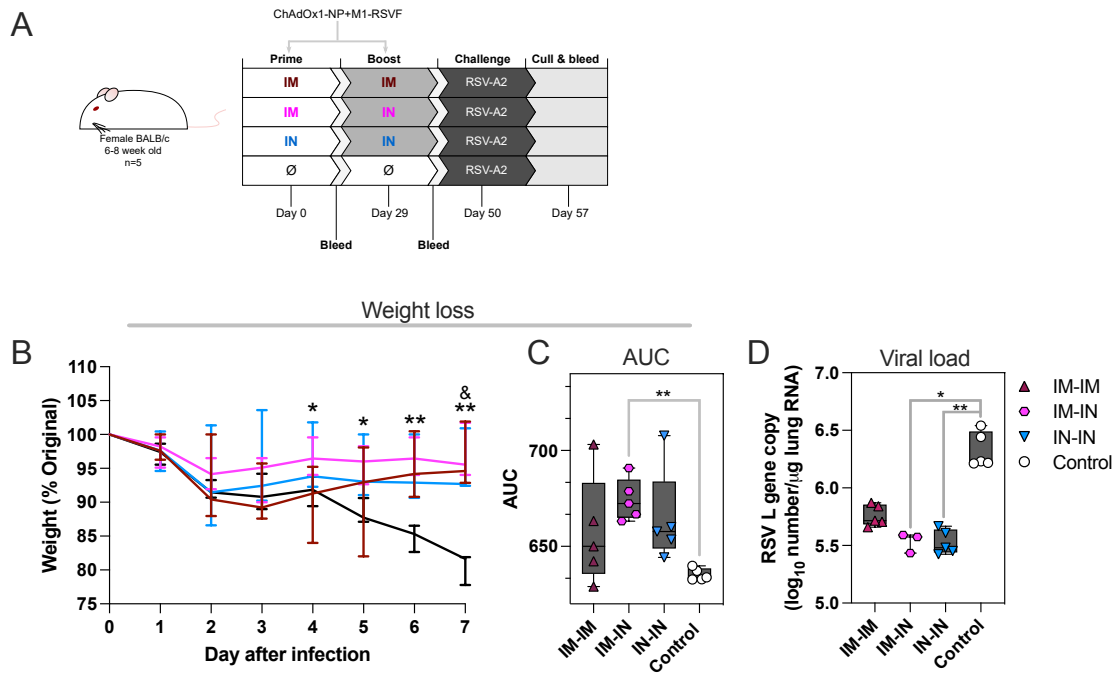 A
ChAdOx1-NP+M1-RSVF
Prime Boost Challenge Cull & bleed
IM IM RSV-A2
IM IN RSV-A2
IN IN RSV-A2
Ø Ø RSV-A2
Female BALB/c
6-8 week old
n=5
Day 0 Day 29 Day 50 Day 57
Bleed Bleed
Weight loss
B
Weight (% Original)
110
105
100
95
90
85
80
75
* * ** &
**
0 1 2 3 4 5 6 7
Day after infection
C
AUC
AUC
700
650
**
IM-IM IM-IN IN-IN Control
D
Viral load
RSV L gene copy
(log10 number/µg lung RNA)
7.0
6.5
6.0
5.5
5.0
*
**
IM-IM IM-IN IN-IN Control
IM-IM
IM-IN
IN-IN
Control